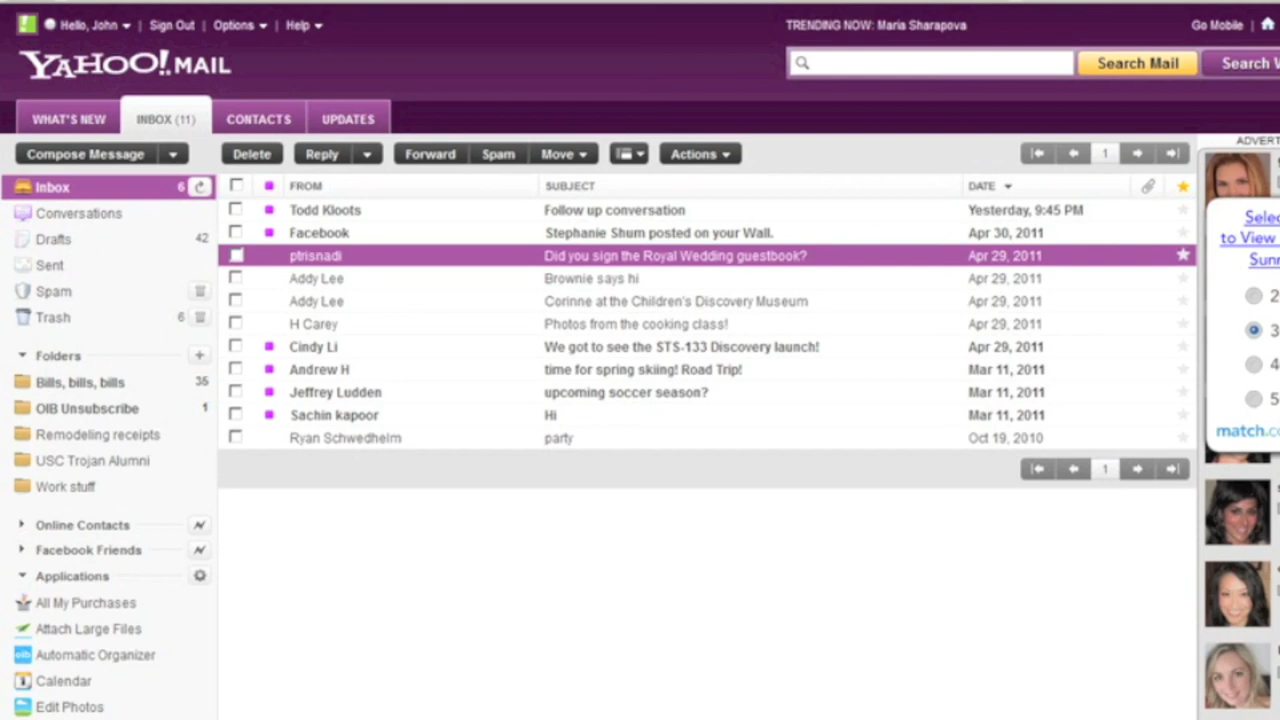 Hello, John | Sign Out | Options | Help
TRENDING NOW: Maria Sharapova
Go Mobile |
YAHOO! MAIL
Search Mail
Search
WHAT'S NEW
INBOX (11)
CONTACTS
UPDATES
ADVERT
Compose Message
Delete
Reply
Forward
Spam
Move
Actions
1
Inbox 6
Conversations
Drafts 42
Sent
Spam
Trash 6
Folders +
Bills, bills, bills 35
OIB Unsubscribe 1
Remodeling receipts
USC Trojan Alumni
Work stuff
Online Contacts
Facebook Friends
Applications
All My Purchases
Attach Large Files
oib Automatic Organizer
1 Calendar
Edit Photos
FROM SUBJECT DATE
Todd Kloots Follow up conversation Yesterday, 9:45 PM
Facebook Stephanie Shum posted on your Wall. Apr 30, 2011
ptrisnadi Did you sign the Royal Wedding guestbook? Apr 29, 2011
Addy Lee Brownie says hi Apr 29, 2011
Addy Lee Corinne at the Children's Discovery Museum Apr 29, 2011
H Carey Photos from the cooking class! Apr 29, 2011
Cindy Li We got to see the STS-133 Discovery launch! Apr 29, 2011
Andrew H time for spring skiing! Road Trip! Mar 11, 2011
Jeffrey Ludden upcoming soccer season? Mar 11, 2011
Sachin kapoor Hi Mar 11, 2011
Ryan Schwedhelm party Oct 19, 2010
1
Selec
to View
Sunn
2
3
4
5
match.co